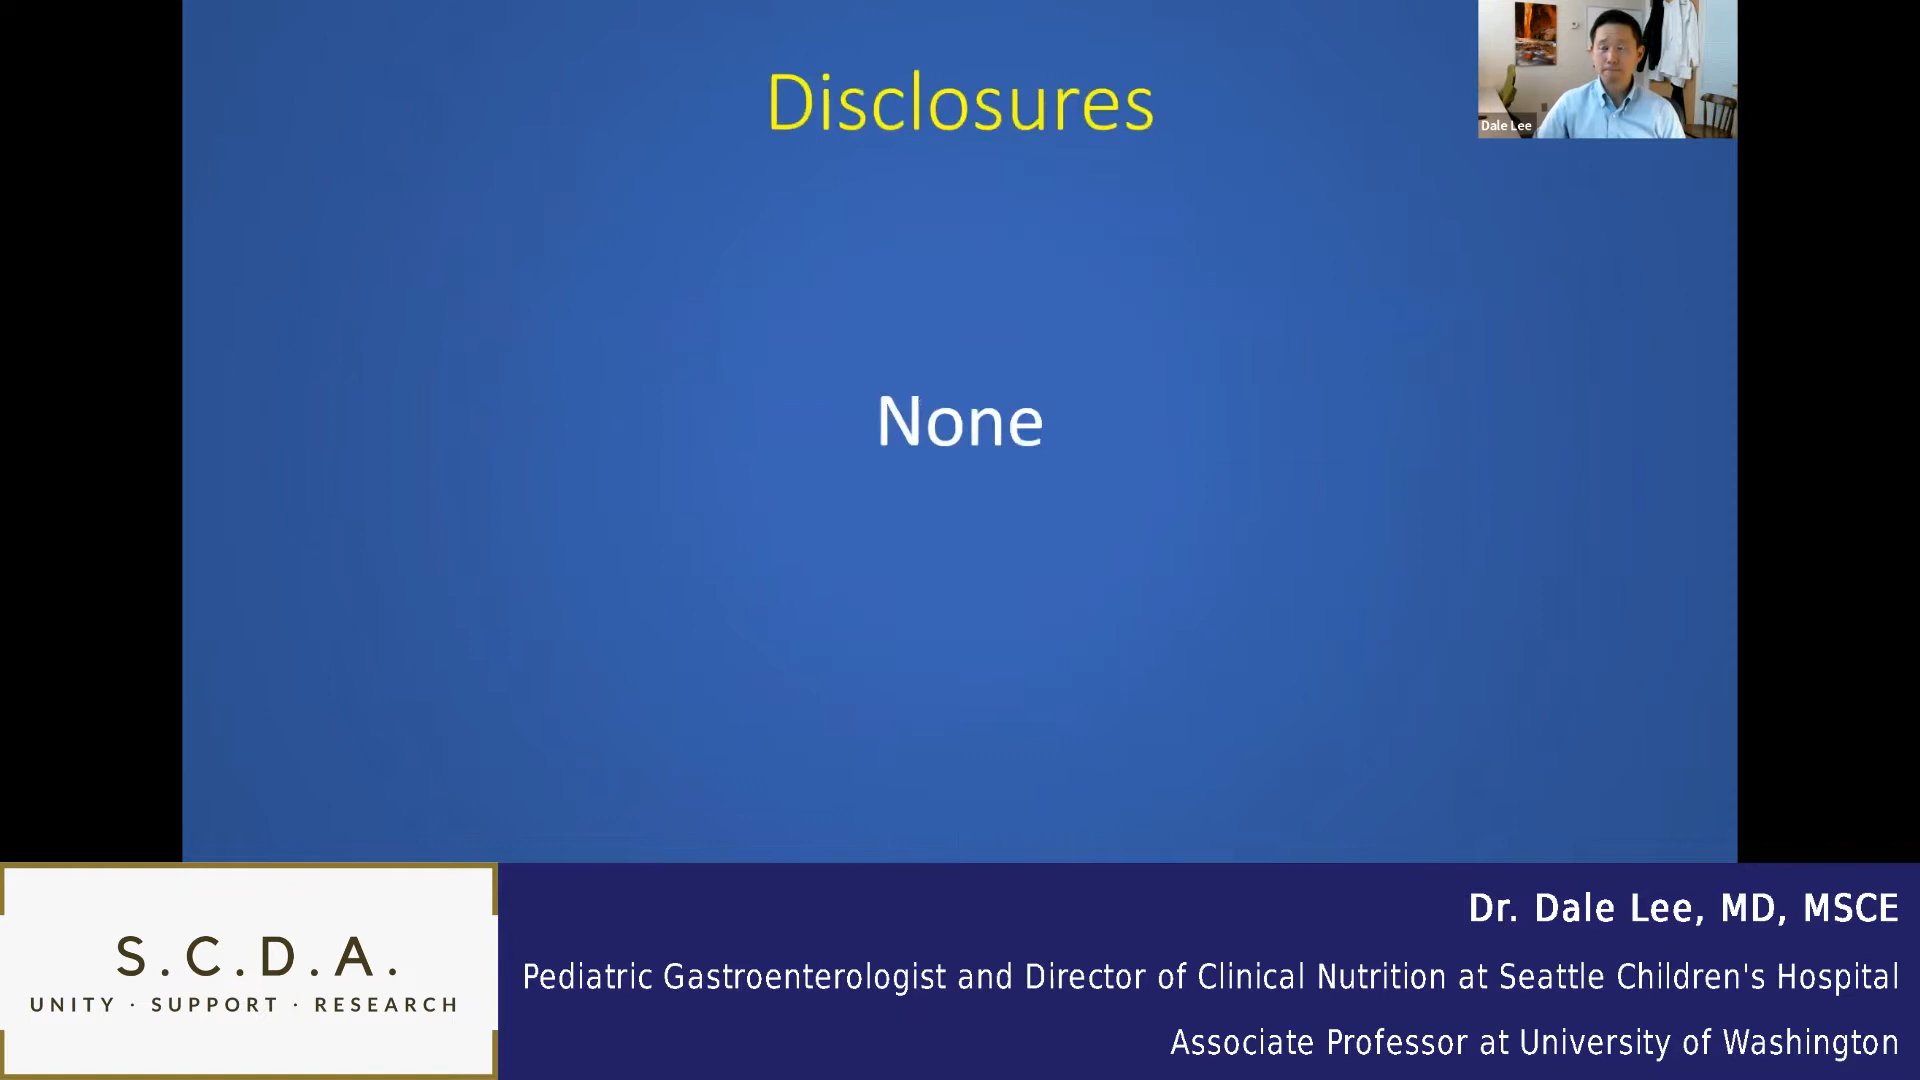 Disclosures
Dale Lee
None
S.C.D.A.
UNITY · SUPPORT · RESEARCH
Dr. Dale Lee, MD, MSCE
Pediatric Gastroenterologist and Director of Clinical Nutrition at Seattle Children's Hospital
Associate Professor at University of Washington